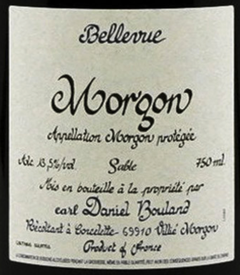 Bellevue
Morgon
Appellation Morgon protégée
Alc 13,5%vol. Sable 750 ml.
Mis en bouteille à la propriété par
earl Daniel Bouland
Récoltant à Corcelette - 69910 Villié Morgon
Product of France